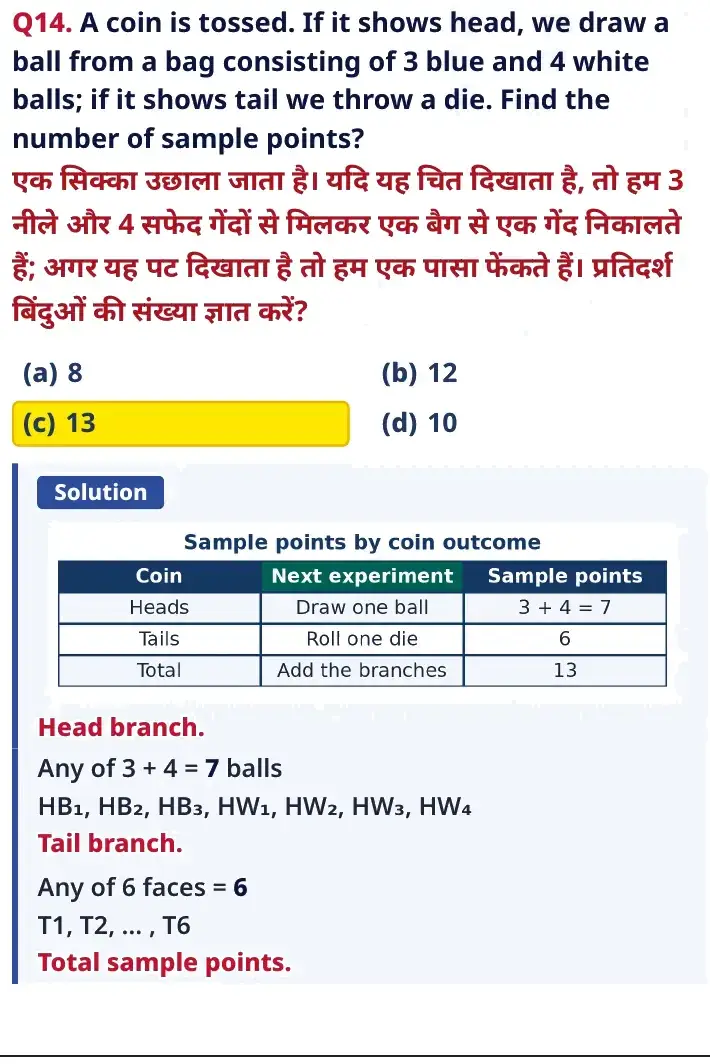 Q14. A coin is tossed. If it shows head, we draw a
ball from a bag consisting of 3 blue and 4 white
balls; if it shows tail we throw a die. Find the
number of sample points?
एक सिक्का उछाला जाता है। यदि यह चित दिखाता है, तो हम 3
नीले और 4 सफेद गेंदों से मिलकर एक बैग से एक गेंद निकालते
हैं; अगर यह पट दिखाता है तो हम एक पासा फेंकते हैं। प्रतिदर्श
बिंदुओं की संख्या ज्ञात करें?
(a) 8
(b) 12
(c) 13
(d) 10
Solution
Sample points by coin outcome
Coin Next experiment Sample points
Heads Draw one ball 3 + 4 = 7
Tails Roll one die 6
Total Add the branches 13
Head branch.
Any of 3 + 4 = 7 balls
HB₁, HB₂, HB₃, HW₁, HW₂, HW₃, HW₄
Tail branch.
Any of 6 faces = 6
T1, T2, ... , T6
Total sample points.